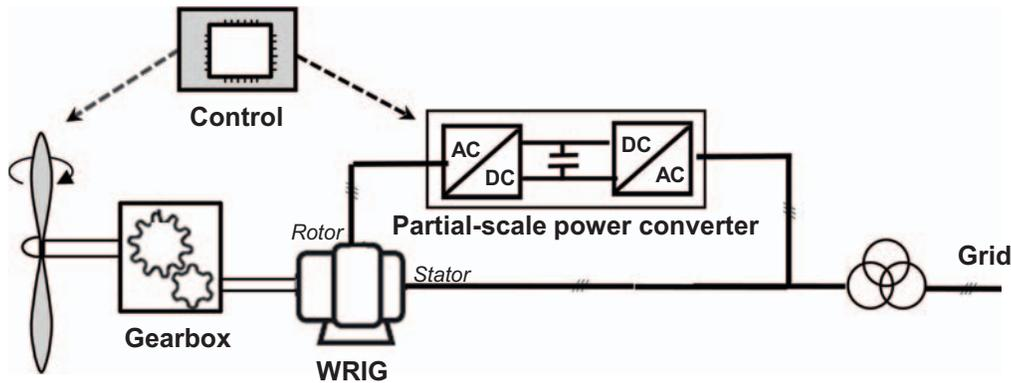 Control
AC
DC
DC
AC
Partial-scale power converter
Rotor
Stator
Grid
Gearbox
WRIG